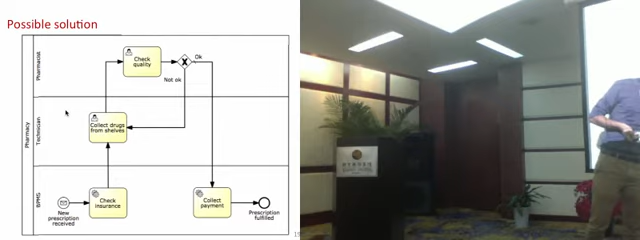 Possible solution
Pharmacist
Check
quality
Ok
Not ok
Pharmacy
Technician
Collect drugs
from shelves
BPMS
New
prescription
received
Check
insurance
Collect
payment
Prescription
fulfilled